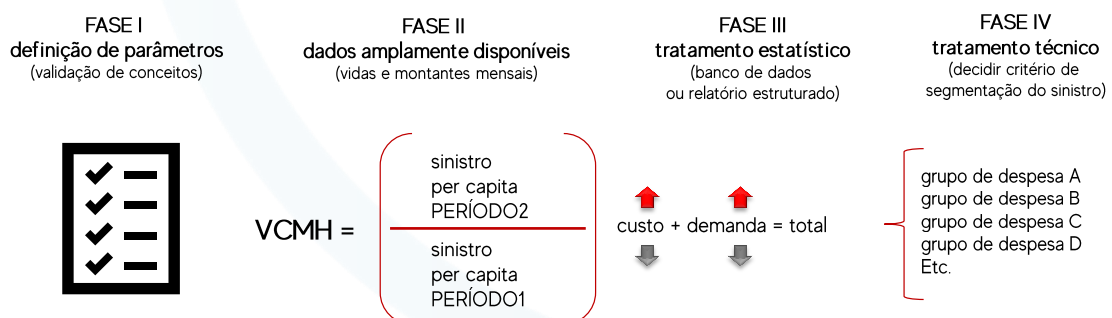 FASE I
definição de parâmetros
(validação de conceitos)
FASE II
dados amplamente disponíveis
(vidas e montantes mensais)
FASE III
tratamento estatístico
(banco de dados
ou relatório estruturado)
FASE IV
tratamento técnico
(decidir critério de
segmentação do sinistro)
VCMH =
sinistro
per capita
PERÍODO2
sinistro
per capita
PERÍODO1
custo + demanda = total
grupo de despesa A
grupo de despesa B
grupo de despesa C
grupo de despesa D
Etc.